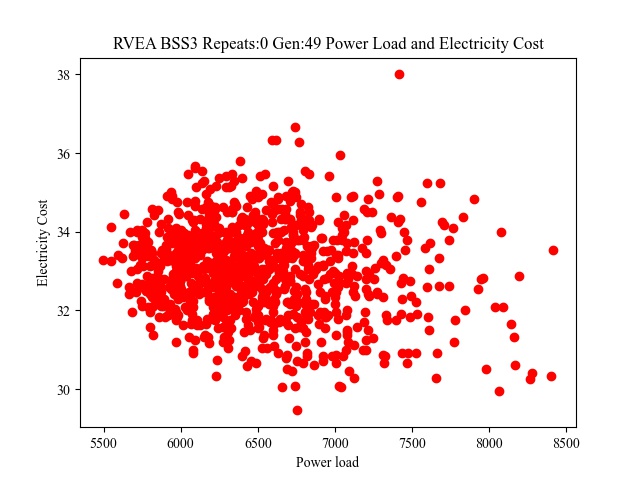 RVEA BSS3 Repeats:0 Gen:49 Power Load and Electricity Cost
38
36
34
32
30
Electricity Cost
5500 6000 6500 7000 7500 8000 8500
Power load